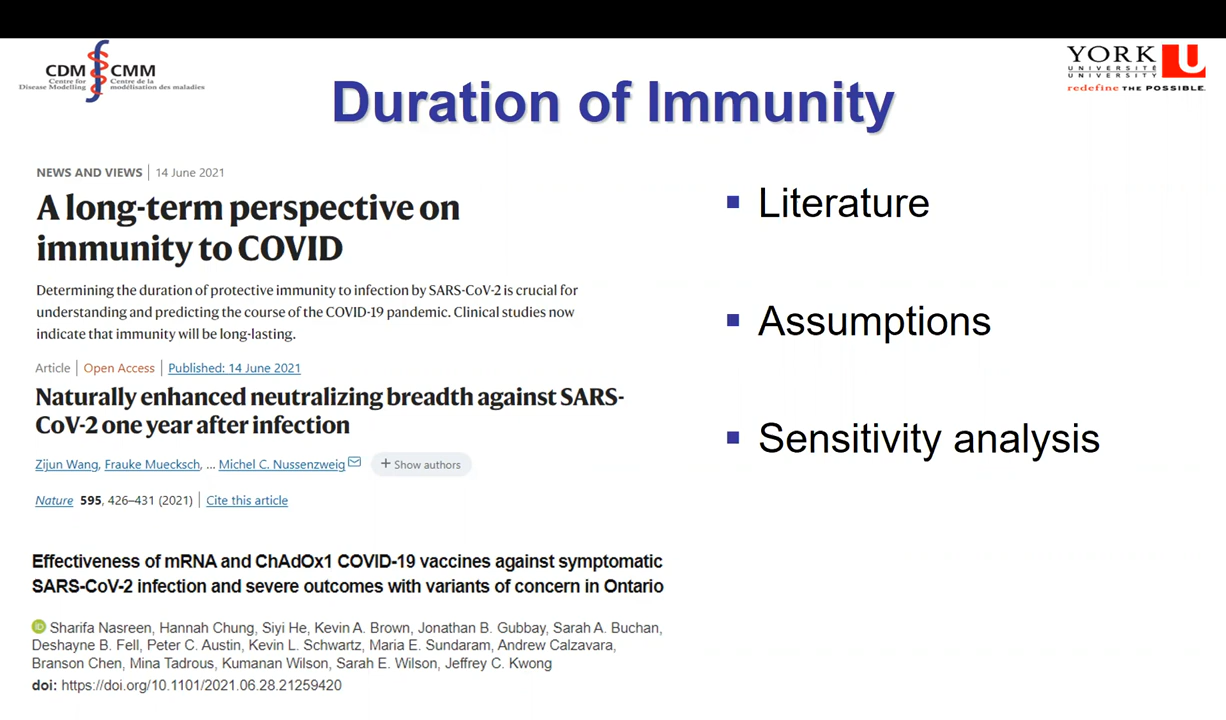 CDM CMM
Centre for Centre de la
Disease Modelling modélisation des maladies
YORK U
UNIVERSITÉ
UNIVERSITY
redefine THE POSSIBLE.
Duration of Immunity
NEWS AND VIEWS | 14 June 2021
A long-term perspective on
immunity to COVID
Determining the duration of protective immunity to infection by SARS-CoV-2 is crucial for
understanding and predicting the course of the COVID-19 pandemic. Clinical studies now
indicate that immunity will be long-lasting.
Article | Open Access | Published: 14 June 2021
Naturally enhanced neutralizing breadth against SARS-
CoV-2 one year after infection
Zijun Wang, Frauke Muecksch, ... Michel C. Nussenzweig + Show authors
Nature 595, 426–431 (2021) | Cite this article
Effectiveness of mRNA and ChAdOx1 COVID-19 vaccines against symptomatic
SARS-CoV-2 infection and severe outcomes with variants of concern in Ontario
iD Sharifa Nasreen, Hannah Chung, Siyi He, Kevin A. Brown, Jonathan B. Gubbay, Sarah A. Buchan,
Deshayne B. Fell, Peter C. Austin, Kevin L. Schwartz, Maria E. Sundaram, Andrew Calzavara,
Branson Chen, Mina Tadrous, Kumanan Wilson, Sarah E. Wilson, Jeffrey C. Kwong
doi: https://doi.org/10.1101/2021.06.28.21259420
▪ Literature
▪ Assumptions
▪ Sensitivity analysis